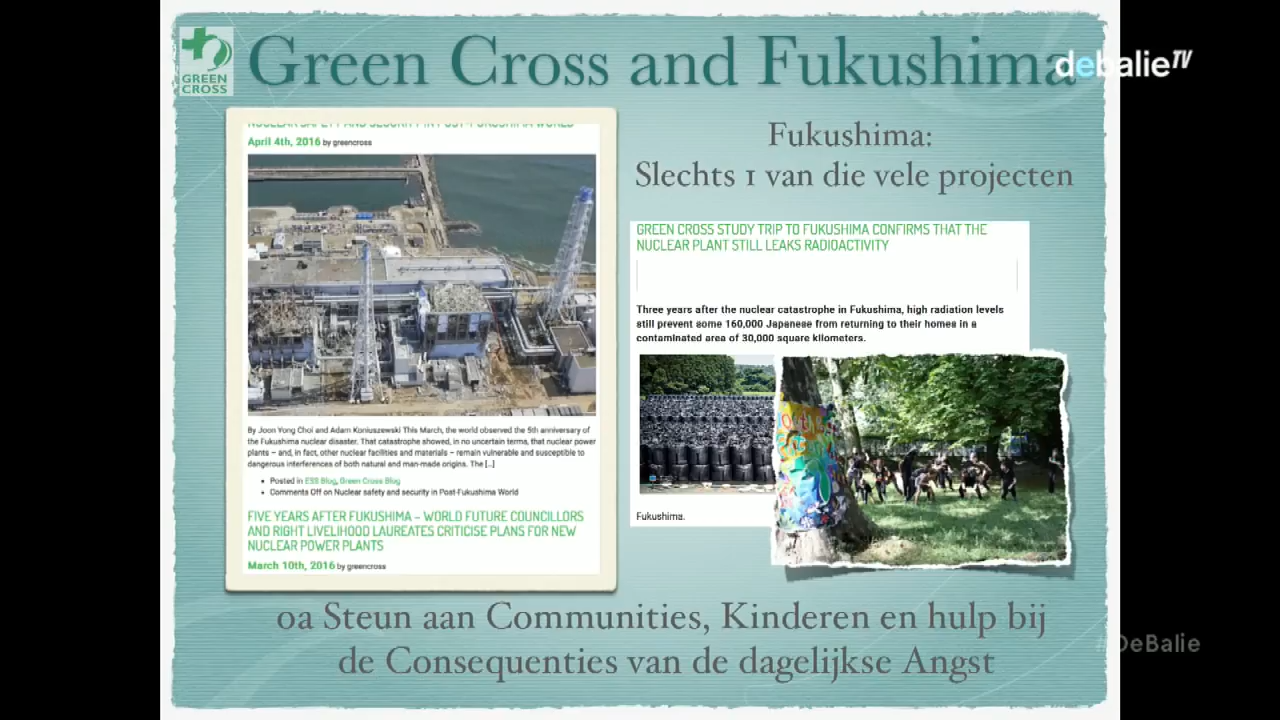 GREEN
CROSS
Green Cross and Fukushima
debalieTV
NUCLEAR SAFETY AND SECURITY IN POST-FUKUSHIMA WORLD
April 4th, 2016 by greencross
By Joon Yong Choi and Adam Koniuszewski This March, the world observed the 5th anniversary of
the Fukushima nuclear disaster. That catastrophe showed, in no uncertain terms, that nuclear power
plants – and, in fact, other nuclear facilities and materials – remain vulnerable and susceptible to
dangerous interferences of both natural and man-made origins. The [...]
• Posted in ESS Blog, Green Cross Blog
• Comments Off on Nuclear safety and security in Post-Fukushima World
FIVE YEARS AFTER FUKUSHIMA – WORLD FUTURE COUNCILLORS
AND RIGHT LIVELIHOOD LAUREATES CRITICISE PLANS FOR NEW
NUCLEAR POWER PLANTS
March 10th, 2016 by greencross
Fukushima:
Slechts 1 van die vele projecten
GREEN CROSS STUDY TRIP TO FUKUSHIMA CONFIRMS THAT THE
NUCLEAR PLANT STILL LEAKS RADIOACTIVITY
Three years after the nuclear catastrophe in Fukushima, high radiation levels
still prevent some 160,000 Japanese from returning to their homes in a
contaminated area of 30,000 square kilometers.
Fukushima.
oa Steun aan Communities, Kinderen en hulp bij
de Consequenties van de dagelijkse Angst
#DeBalie